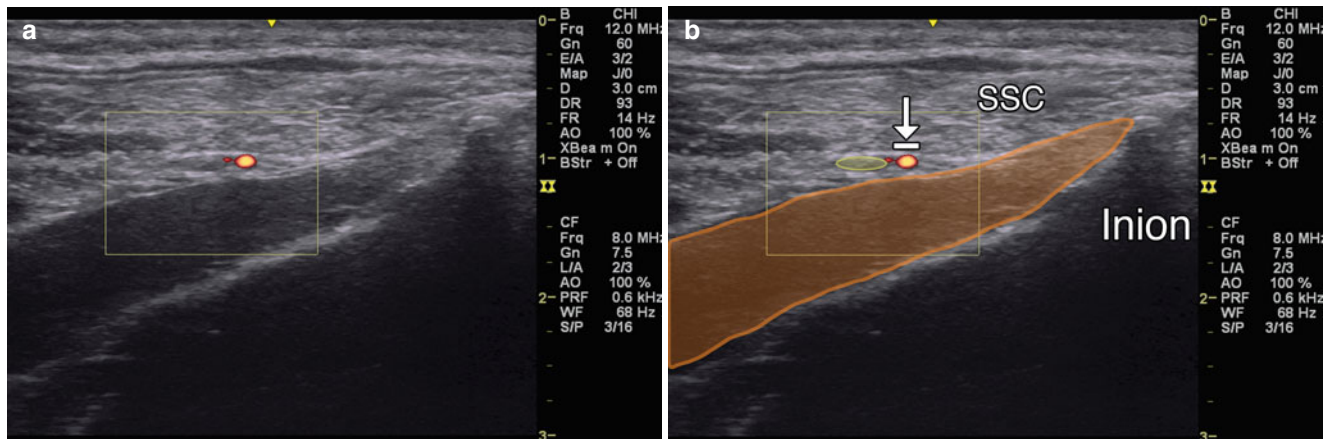 a
B CHI
Frq 12.0 MHz
Gn 60
E/A 3/2
Map J/0
D 3.0 cm
DR 93
FR 14 Hz
AO 100 %
XBea m On
BStr + Off
CF
Frq 8.0 MHz
Gn 7.5
L/A 2/3
AO 100 %
PRF 0.6 kHz
WF 68 Hz
S/P 3/16
0
1
2
3
b
SSC
Inion
B CHI
Frq 12.0 MHz
Gn 60
E/A 3/2
Map J/0
D 3.0 cm
DR 93
FR 14 Hz
AO 100 %
XBea m On
BStr + Off
CF
Frq 8.0 MHz
Gn 7.5
L/A 2/3
AO 100 %
PRF 0.6 kHz
WF 68 Hz
S/P 3/16
0
1
2
3